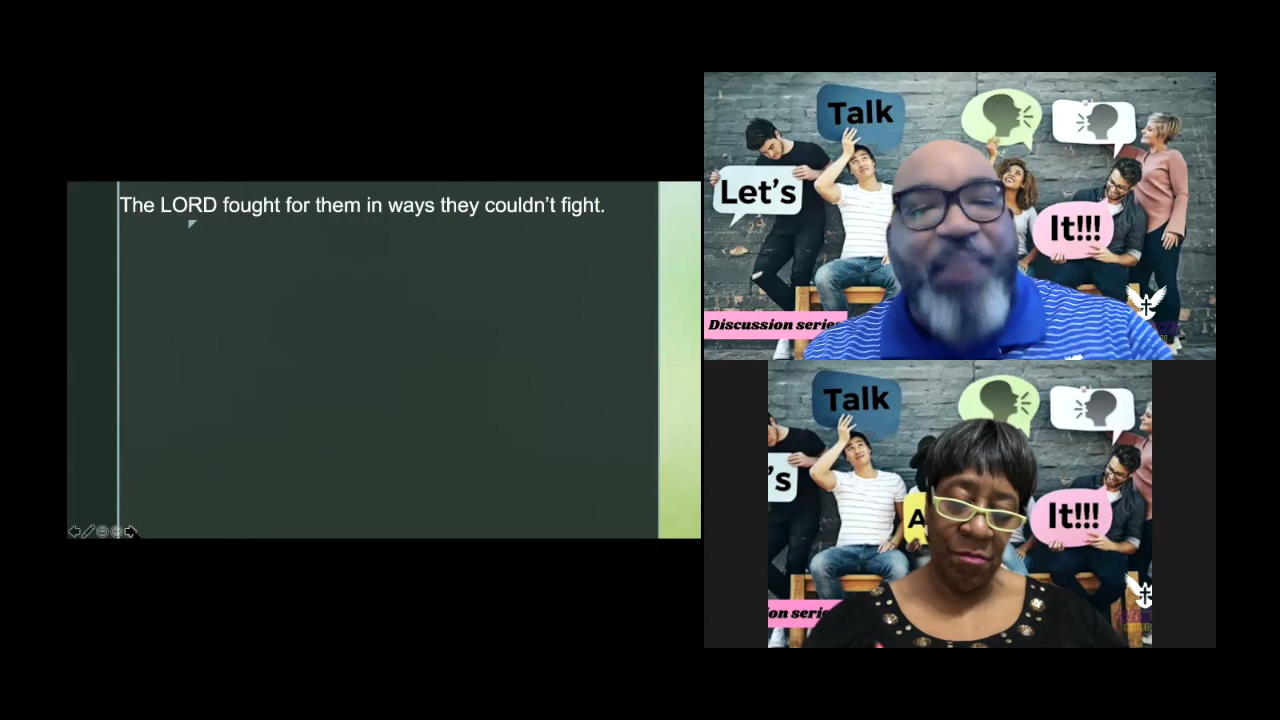 The LORD fought for them in ways they couldn’t fight.
Talk
Let’s
It!!!
Discussion serie
Talk
’s
A
It!!!
on serie